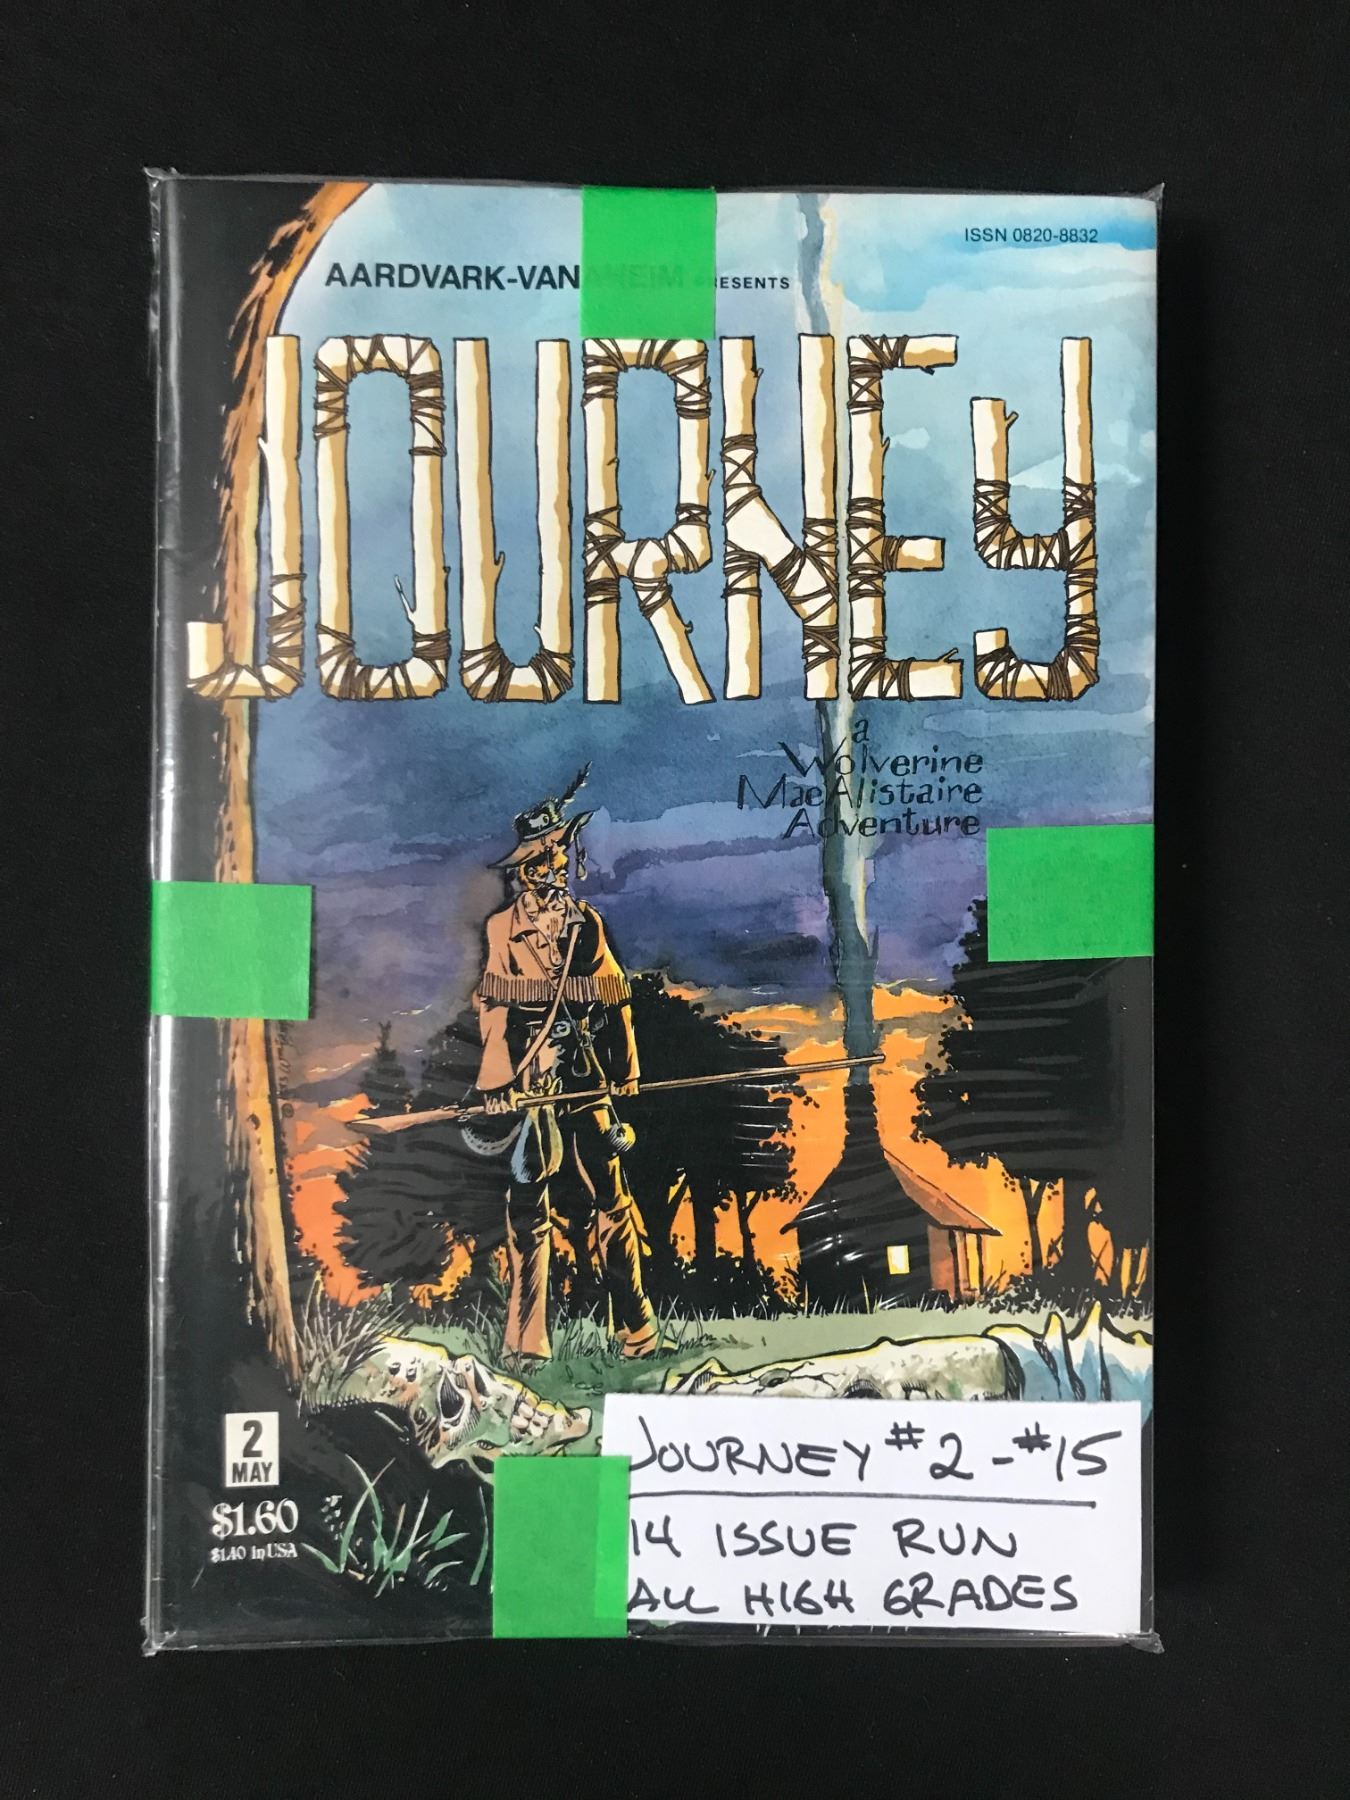 ISSN 0820-8832
AARDVARK-VANAHEIM PRESENTS
JOURNEY
a
Wolverine
MacAlistaire
Adventure
2
MAY
$1.60
$1.40 in USA
JOURNEY #2-#15
14 ISSUE RUN
ALL HIGH GRADES